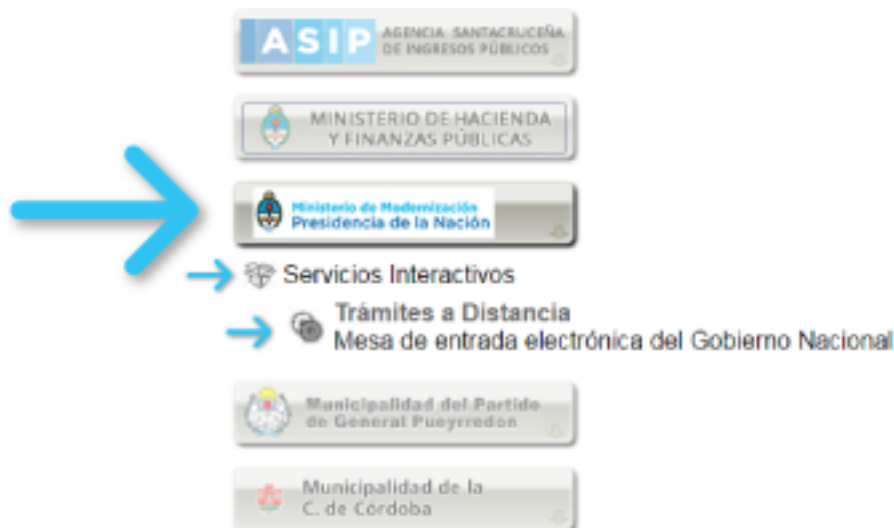 ASIP AGENCIA SANTACRUCEÑA
DE INGRESOS PÚBLICOS
MINISTERIO DE HACIENDA
Y FINANZAS PÚBLICAS
Ministerio de Modernización
Presidencia de la Nación
Servicios Interactivos
Trámites a Distancia
Mesa de entrada electrónica del Gobierno Nacional
Municipalidad del Partido
de General Pueyrredon
Municipalidad de la
C. de Córdoba